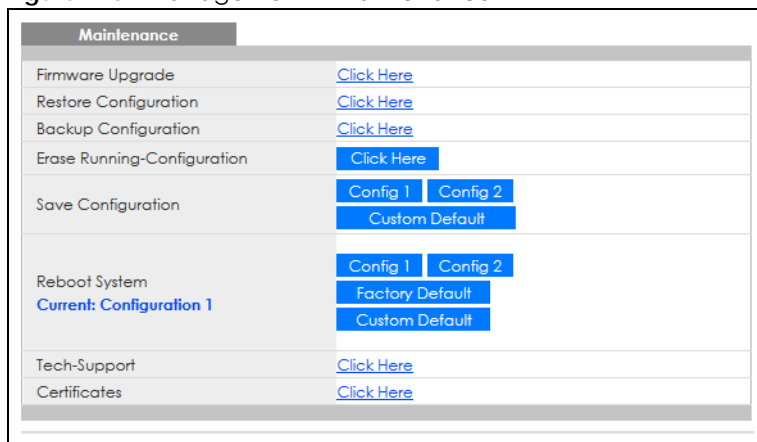 Maintenance
Firmware Upgrade Click Here
Restore Configuration Click Here
Backup Configuration Click Here
Erase Running-Configuration Click Here
Save Configuration Config 1 Config 2
Custom Default
Reboot System Config 1 Config 2
Current: Configuration 1 Factory Default
Custom Default
Tech-Support Click Here
Certificates Click Here